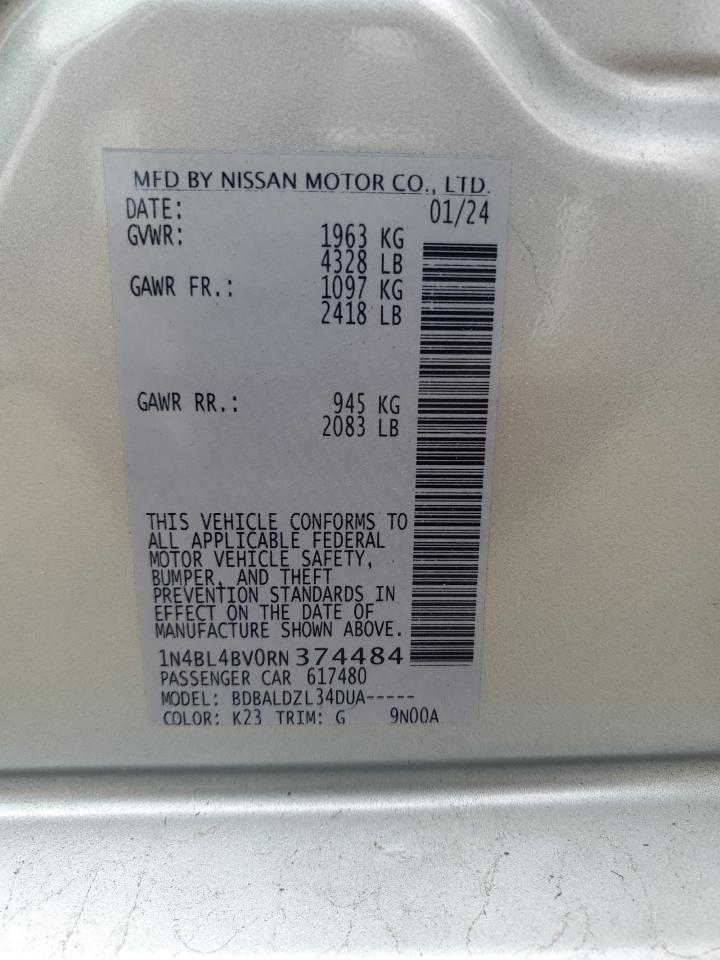 MFD BY NISSAN MOTOR CO., LTD.
DATE: 01/24
GVWR: 1963 KG
4328 LB
GAWR FR.: 1097 KG
2418 LB
GAWR RR.: 945 KG
2083 LB
THIS VEHICLE CONFORMS TO
ALL APPLICABLE FEDERAL
MOTOR VEHICLE SAFETY,
BUMPER, AND THEFT
PREVENTION STANDARDS IN
EFFECT ON THE DATE OF
MANUFACTURE SHOWN ABOVE.
1N4BL4BV0RN374484
PASSENGER CAR 617480
MODEL: BDBALDZL34DUA-----
COLOR: K23 TRIM: G 9N00A